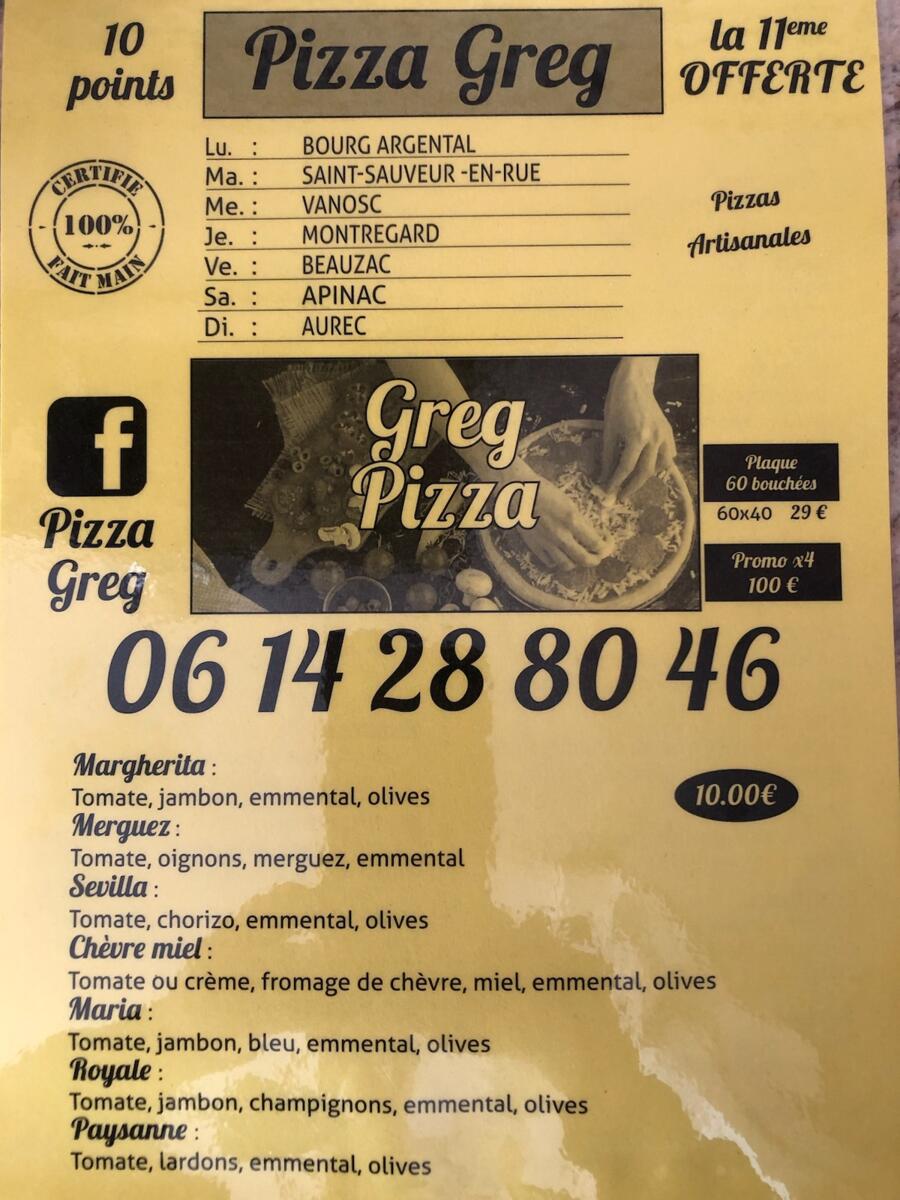 10
points
Pizza Greg
la 11eme
OFFERTE
Lu. : BOURG ARGENTAL
Ma. : SAINT-SAUVEUR -EN-RUE
Me. : VANOSC
Je. : MONTREGARD
Ve. : BEAUZAC
Sa. : APINAC
Di. : AUREC
CERTIFIE
100%
FAIT MAIN
Pizzas
Artisanales
f
Pizza
Greg
Greg
Pizza
Plaque
60 bouchées
60x40 29 €
Promo x4
100 €
06 14 28 80 46
Margherita :
Tomate, jambon, emmental, olives
10.00€
Merguez :
Tomate, oignons, merguez, emmental
Sevilla :
Tomate, chorizo, emmental, olives
Chèvre miel :
Tomate ou crème, fromage de chèvre, miel, emmental, olives
Maria :
Tomate, jambon, bleu, emmental, olives
Royale :
Tomate, jambon, champignons, emmental, olives
Paysanne :
Tomate, lardons, emmental, olives